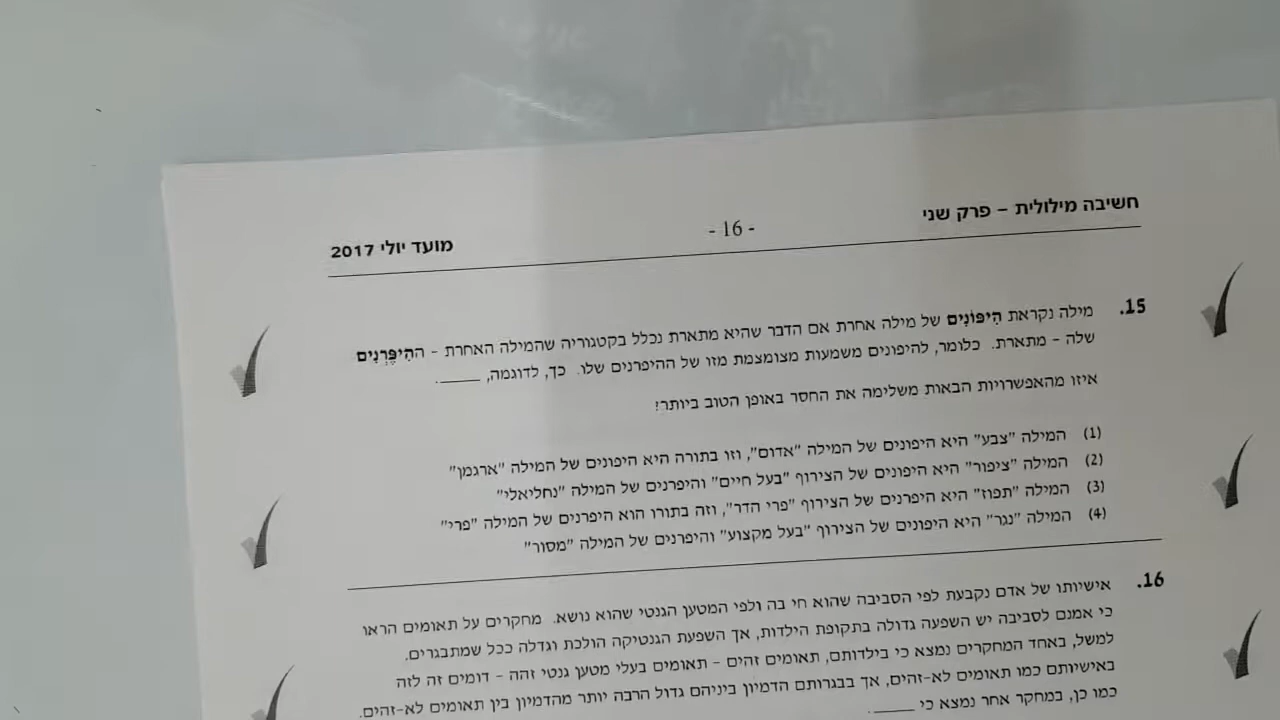 חשיבה מילולית – פרק שני
- 16 -
מועד יולי 2017
15. מילה נקראת הִיפּוֹנִים של מילה אחרת אם הדבר שהיא מתארת נכלל בקטגוריה שהמילה האחרת – הַהִיפֶּרְנִים
שלה – מתארת. כלומר, להיפונים משמעות מצומצמת מזו של ההיפרנים שלו. כך, לדוגמה, _____.
איזו מהאפשרויות הבאות משלימה את החסר באופן הטוב ביותר?
(1) המילה "צבע" היא היפונים של המילה "אדום", וזו בתורה היא היפונים של המילה "ארגמן"
(2) המילה "ציפור" היא היפונים של הצירוף "בעל חיים" והיפרנים של המילה "נחליאלי"
(3) המילה "תפוז" היא היפרנים של הצירוף "פרי הדר", וזה בתורו הוא היפרנים של המילה "פרי"
(4) המילה "נגר" היא היפונים של הצירוף "בעל מקצוע" והיפרנים של המילה "מסור"
16. אישיותו של אדם נקבעת לפי הסביבה שהוא חי בה ולפי המטען הגנטי שהוא נושא. מחקרים על תאומים הראו
כי אמנם לסביבה יש השפעה גדולה בתקופת הילדות, אך השפעת הגנטיקה הולכת וגדלה ככל שמתבגרים.
למשל, באחד המחקרים נמצא כי בילדותם, תאומים זהים – תאומים בעלי מטען גנטי זהה – דומים זה לזה
באישיותם כמו תאומים לא-זהים, אך בבגרותם הדמיון ביניהם גדול הרבה יותר מהדמיון בין תאומים לא-זהים.
כמו כן, במחקר אחר נמצא כי _____.